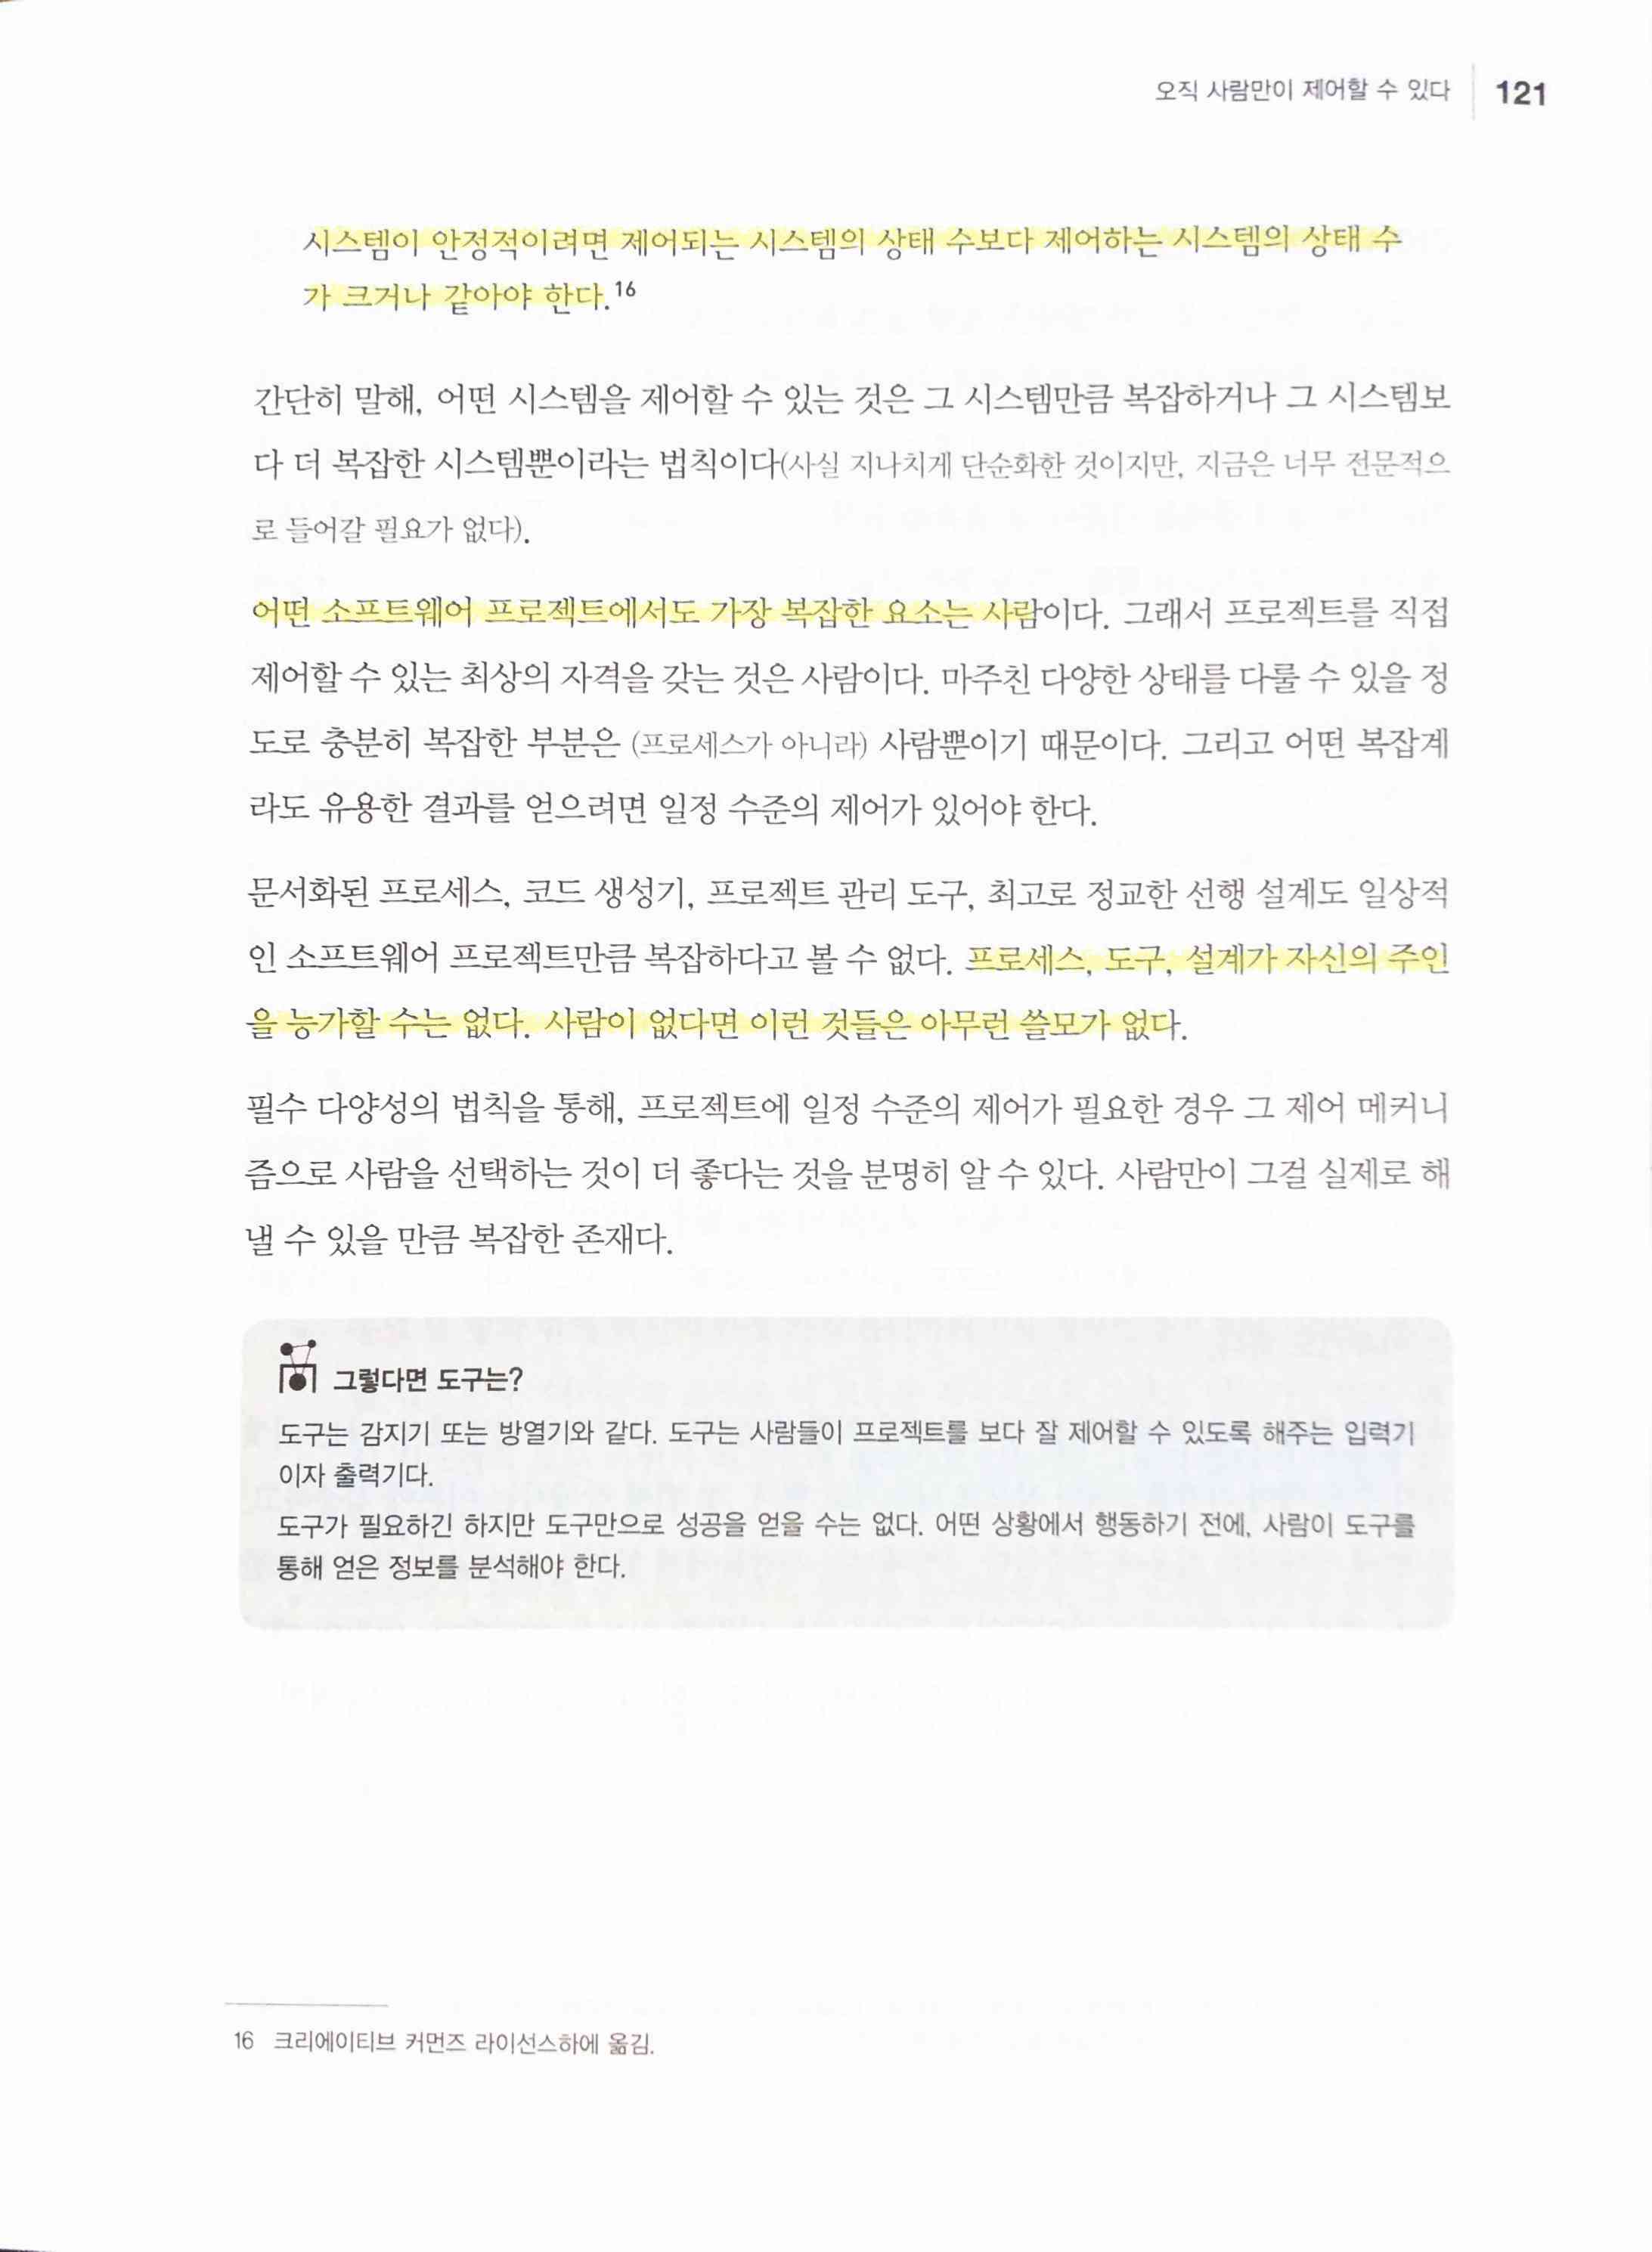 오직 사람만이 제어할 수 있다 121
시스템이 안정적이려면 제어되는 시스템의 상태 수보다 제어하는 시스템의 상태 수
가 크거나 같아야 한다.16
간단히 말해, 어떤 시스템을 제어할 수 있는 것은 그 시스템만큼 복잡하거나 그 시스템보
다 더 복잡한 시스템뿐이라는 법칙이다(사실 지나치게 단순화한 것이지만, 지금은 너무 전문적으
로 들어갈 필요가 없다).
어떤 소프트웨어 프로젝트에서도 가장 복잡한 요소는 사람이다. 그래서 프로젝트를 직접
제어할 수 있는 최상의 자격을 갖는 것은 사람이다. 마주친 다양한 상태를 다룰 수 있을 정
도로 충분히 복잡한 부분은 (프로세스가 아니라) 사람뿐이기 때문이다. 그리고 어떤 복잡계
라도 유용한 결과를 얻으려면 일정 수준의 제어가 있어야 한다.
문서화된 프로세스, 코드 생성기, 프로젝트 관리 도구, 최고로 정교한 선행 설계도 일상적
인 소프트웨어 프로젝트만큼 복잡하다고 볼 수 없다. 프로세스, 도구, 설계가 자신의 주인
을 능가할 수는 없다. 사람이 없다면 이런 것들은 아무런 쓸모가 없다.
필수 다양성의 법칙을 통해, 프로젝트에 일정 수준의 제어가 필요한 경우 그 제어 메커니
즘으로 사람을 선택하는 것이 더 좋다는 것을 분명히 알 수 있다. 사람만이 그걸 실제로 해
낼 수 있을 만큼 복잡한 존재다.
그렇다면 도구는?
도구는 감지기 또는 방열기와 같다. 도구는 사람들이 프로젝트를 보다 잘 제어할 수 있도록 해주는 입력기
이자 출력기다.
도구가 필요하긴 하지만 도구만으로 성공을 얻을 수는 없다. 어떤 상황에서 행동하기 전에, 사람이 도구를
통해 얻은 정보를 분석해야 한다.
16 크리에이티브 커먼즈 라이선스하에 옮김.